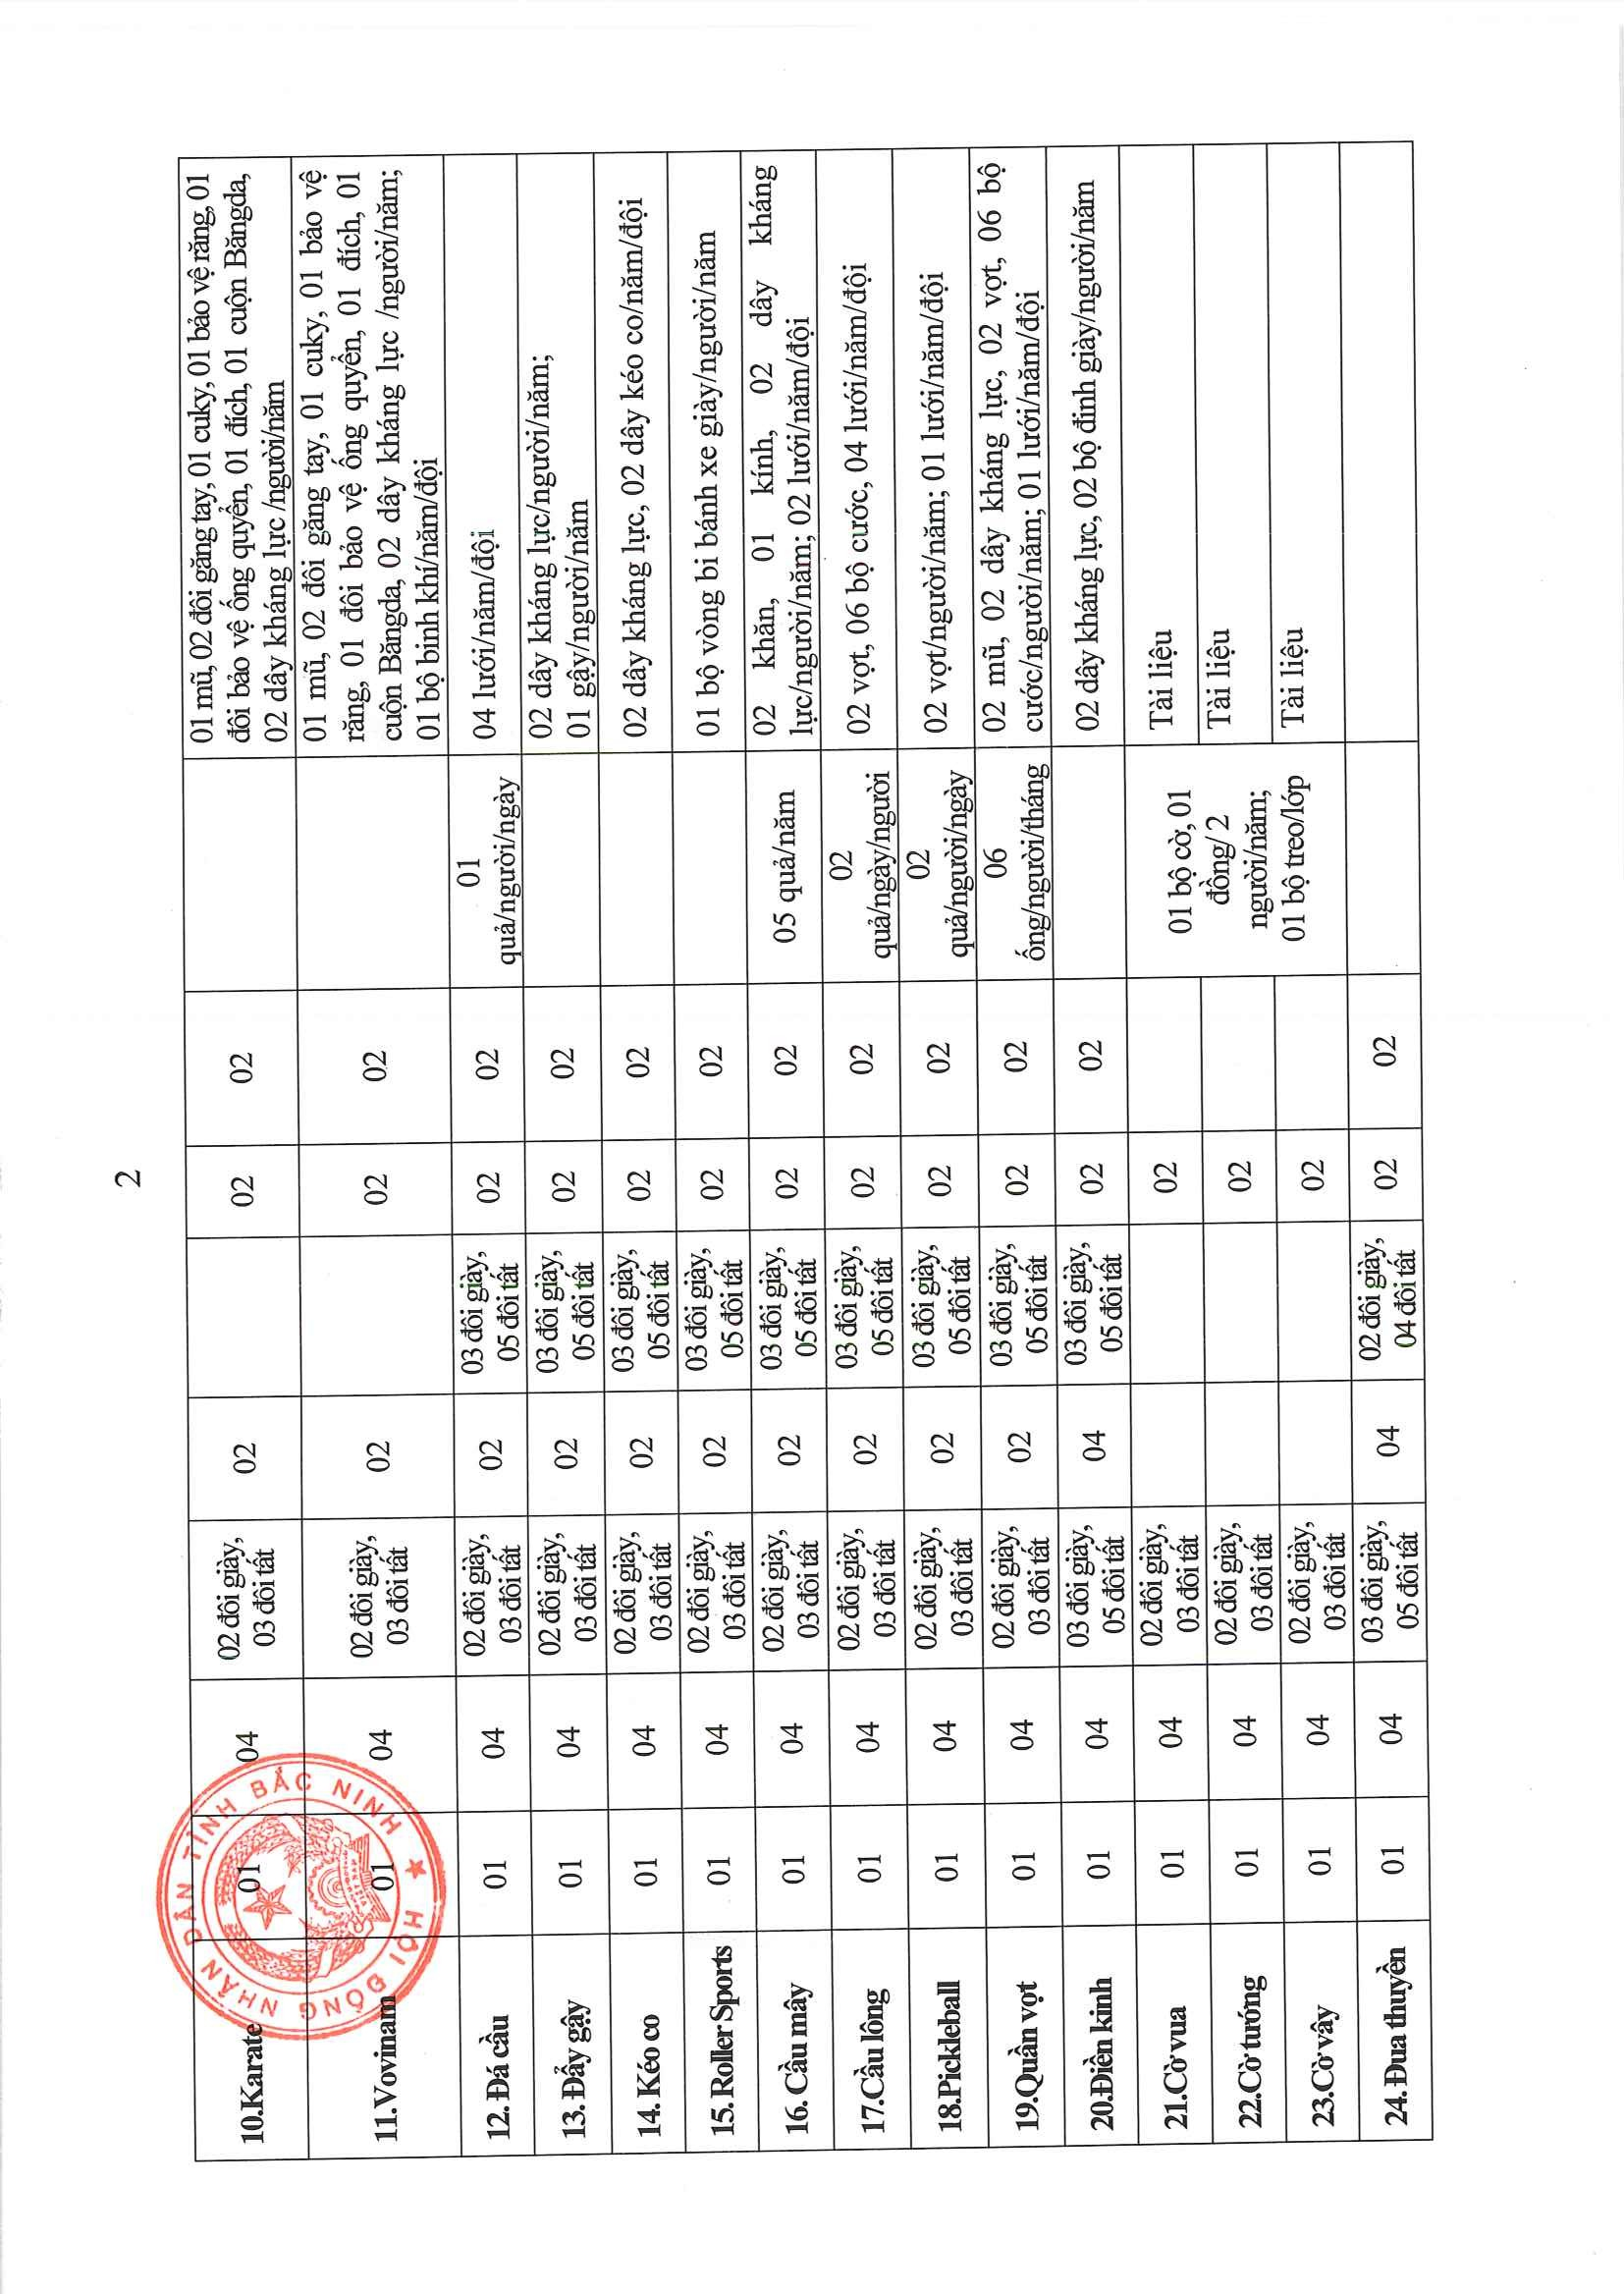 2
10.Karate 01 04 02 đôi giày, 02 02 02 01 mũ, 02 đôi găng tay, 01 cuky, 01 bảo vệ răng, 01
03 đôi tất đôi bảo vệ ống quyển, 01 đích, 01 cuộn Băngda,
02 dây kháng lực /người/năm
11.Vovinam 01 04 02 đôi giày, 02 02 02 01 mũ, 02 đôi găng tay, 01 cuky, 01 bảo vệ
03 đôi tất răng, 01 đôi bảo vệ ống quyển, 01 đích, 01
cuộn Băngda, 02 dây kháng lực /người/năm;
01 bộ binh khí/năm/đội
12. Đá cầu 01 04 02 đôi giày, 02 03 đôi giày, 02 02 01 04 lưới/năm/đội
03 đôi tất 05 đôi tất quả/người/ngày
13. Đẩy gậy 01 04 02 đôi giày, 02 03 đôi giày, 02 02 02 dây kháng lực/người/năm;
03 đôi tất 05 đôi tất 01 gậy/người/năm
14. Kéo co 01 04 02 đôi giày, 02 03 đôi giày, 02 02 02 dây kháng lực, 02 dây kéo co/năm/đội
03 đôi tất 05 đôi tất
15. Roller Sports 01 04 02 đôi giày, 02 03 đôi giày, 02 02 01 bộ vòng bi bánh xe giày/người/năm
03 đôi tất 05 đôi tất
16. Cầu mây 01 04 02 đôi giày, 02 03 đôi giày, 02 02 05 quả/năm 02 khăn, 01 kính, 02 dây kháng
03 đôi tất 05 đôi tất lực/người/năm; 02 lưới/năm/đội
17.Cầu lông 01 04 02 đôi giày, 02 03 đôi giày, 02 02 02 02 vợt, 06 bộ cước, 04 lưới/năm/đội
03 đôi tất 05 đôi tất quả/ngày/người
18.Pickleball 01 04 02 đôi giày, 02 03 đôi giày, 02 02 02 02 vợt/người/năm; 01 lưới/năm/đội
03 đôi tất 05 đôi tất quả/người/ngày
19.Quần vợt 01 04 02 đôi giày, 02 03 đôi giày, 02 02 06 02 mũ, 02 dây kháng lực, 02 vợt, 06 bộ
03 đôi tất 05 đôi tất ống/người/tháng cước/người/năm; 01 lưới/năm/đội
20.Điền kinh 01 04 03 đôi giày, 04 03 đôi giày, 02 02 02 dây kháng lực, 02 bộ đinh giày/người/năm
05 đôi tất 05 đôi tất
21.Cờ vua 01 04 02 đôi giày, 02 01 bộ cờ, 01 Tài liệu
03 đôi tất đồng/ 2
22.Cờ tướng 01 04 02 đôi giày, 02 người/năm; Tài liệu
03 đôi tất 01 bộ treo/lớp
23.Cờ vây 01 04 02 đôi giày, 02 Tài liệu
03 đôi tất
24. Đua thuyền 01 04 03 đôi giày, 04 02 đôi giày, 02 02
05 đôi tất 04 đôi tất
HỘI ĐỒNG NHÂN DÂN TỈNH BẮC NINH